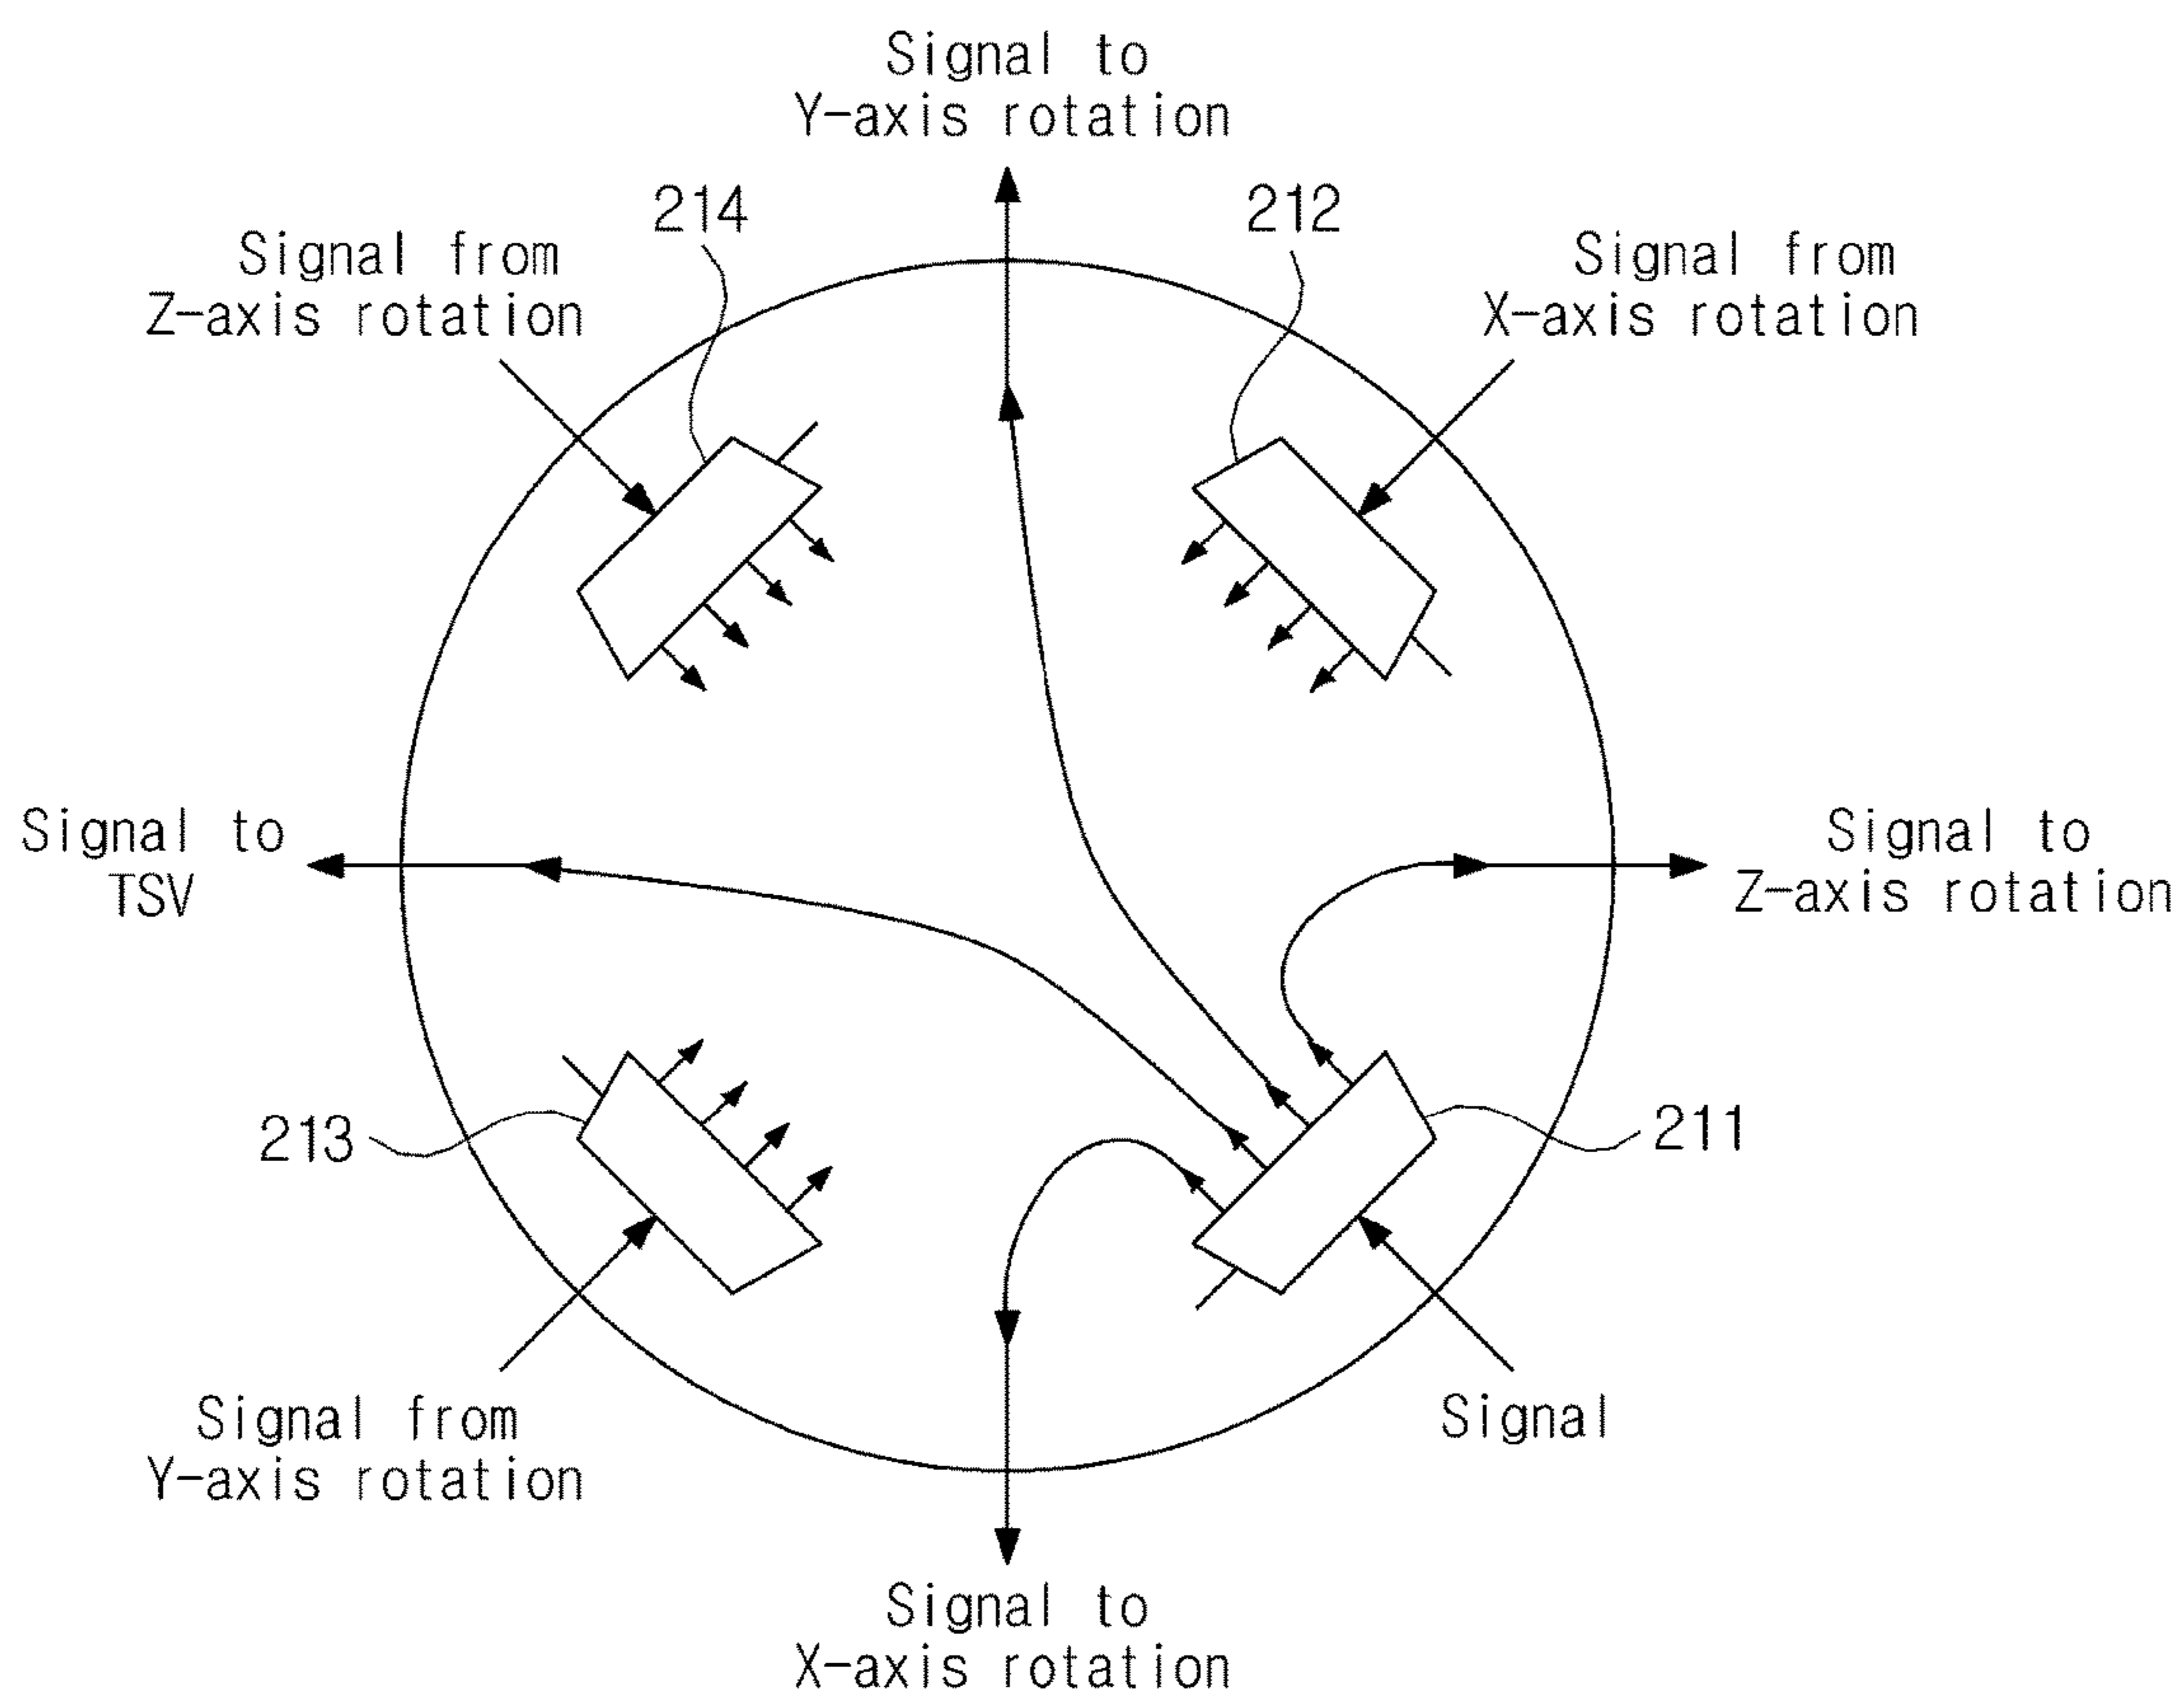 Signal to
Y-axis rotation
214
212
Signal from
Z-axis rotation
Signal from
X-axis rotation
Signal to
TSV
Signal to
Z-axis rotation
213
211
Signal from
Y-axis rotation
Signal
Signal to
X-axis rotation